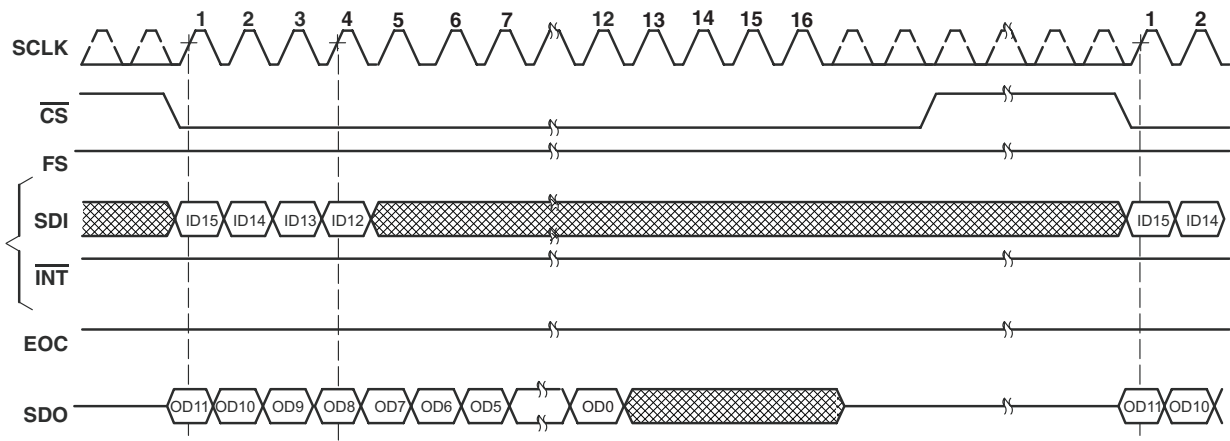 1 2 3 4 5 6 7 12 13 14 15 16 1 2
SCLK
CS
FS
SDI ID15 ID14 ID13 ID12 ID15 ID14
INT
EOC
SDO OD11 OD10 OD9 OD8 OD7 OD6 OD5 OD0 OD11 OD10